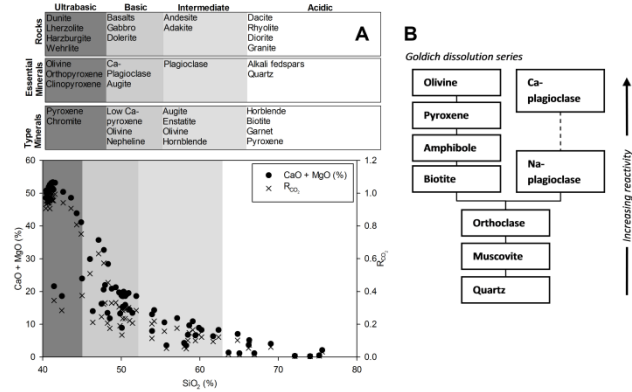 Ultrabasic Basic Intermediate Acidic
Rocks
Dunite
Lherzolite
Harzburgite
Wehrlite
Basalts
Gabbro
Dolerite
Andesite
Adakite
Dacite
Rhyolite
Diorite
Granite
A
Essential
Minerals
Olivine
Orthopyroxene
Clinopyroxene
Ca-
Plagioclase
Augite
Plagioclase
Alkali fedspars
Quartz
Type
Minerals
Pyroxene
Chromite
Low Ca-
pyroxene
Olivine
Nepheline
Augite
Enstatite
Olivine
Hornblende
Horblende
Biotite
Garnet
Pyroxene
CaO + MgO (%)
60
50
40
30
20
10
0
CaO + MgO (%)
RCO2
1.2
1.0
0.8
0.6
0.4
0.2
0.0
RCO2
40 50 60 70 80
SiO2 (%)
B
Goldich dissolution series
Olivine
Pyroxene
Amphibole
Biotite
Ca-
plagioclase
Na-
plagioclase
Orthoclase
Muscovite
Quartz
Increasing reactivity